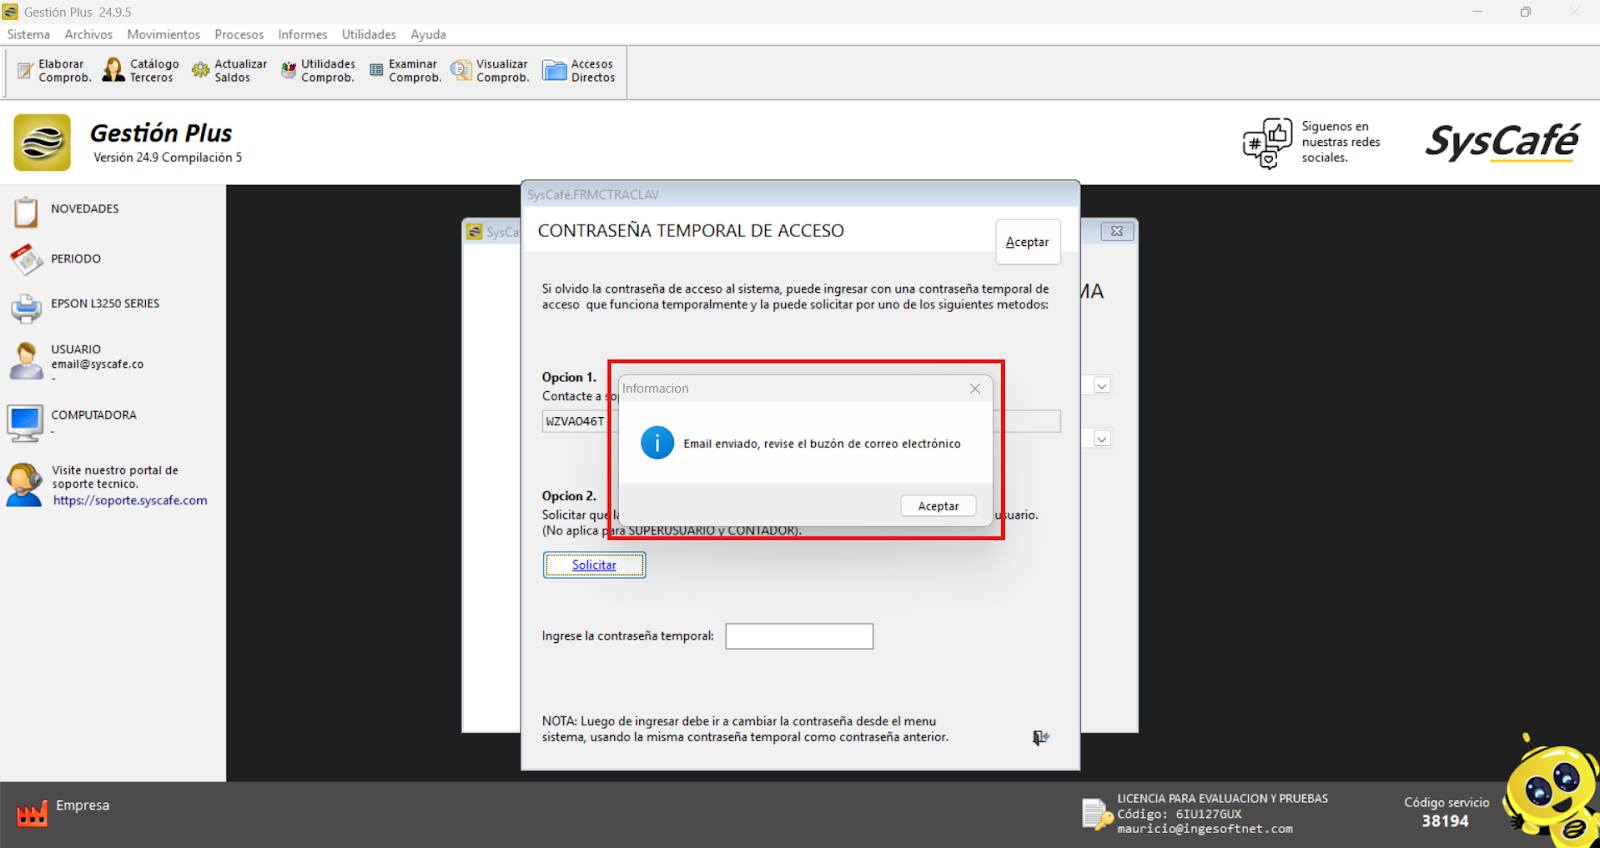 Gestión Plus 24.9.5
Sistema Archivos Movimientos Procesos Informes Utilidades Ayuda
Elaborar Comprob.
Catálogo Terceros
Actualizar Saldos
Utilidades Comprob.
Examinar Comprob.
Visualizar Comprob.
Accesos Directos
Gestión Plus
Versión 24.9 Compilación 5
Siguenos en
nuestras redes
sociales.
SysCafé
NOVEDADES
PERIODO
EPSON L3250 SERIES
USUARIO
email@syscafe.co
-
COMPUTADORA
-
Visite nuestro portal de
soporte tecnico.
https://soporte.syscafe.com
SysCa
MA
SysCafé.FRMCTRACLAV
CONTRASEÑA TEMPORAL DE ACCESO
Aceptar
Si olvido la contraseña de acceso al sistema, puede ingresar con una contraseña temporal de
acceso que funciona temporalmente y la puede solicitar por uno de los siguientes metodos:
Opcion 1.
Contacte a so
WZVAO46T
Informacion
Email enviado, revise el buzón de correo electrónico
Aceptar
Opcion 2.
Solicitar que la usuario.
(No aplica para SUPERUSUARIO y CONTADOR).
Solicitar
Ingrese la contraseña temporal:
NOTA: Luego de ingresar debe ir a cambiar la contraseña desde el menu
sistema, usando la misma contraseña temporal como contraseña anterior.
Empresa
LICENCIA PARA EVALUACION Y PRUEBAS
Código: 6IU127GUX
mauricio@ingesoftnet.com
Código servicio
38194